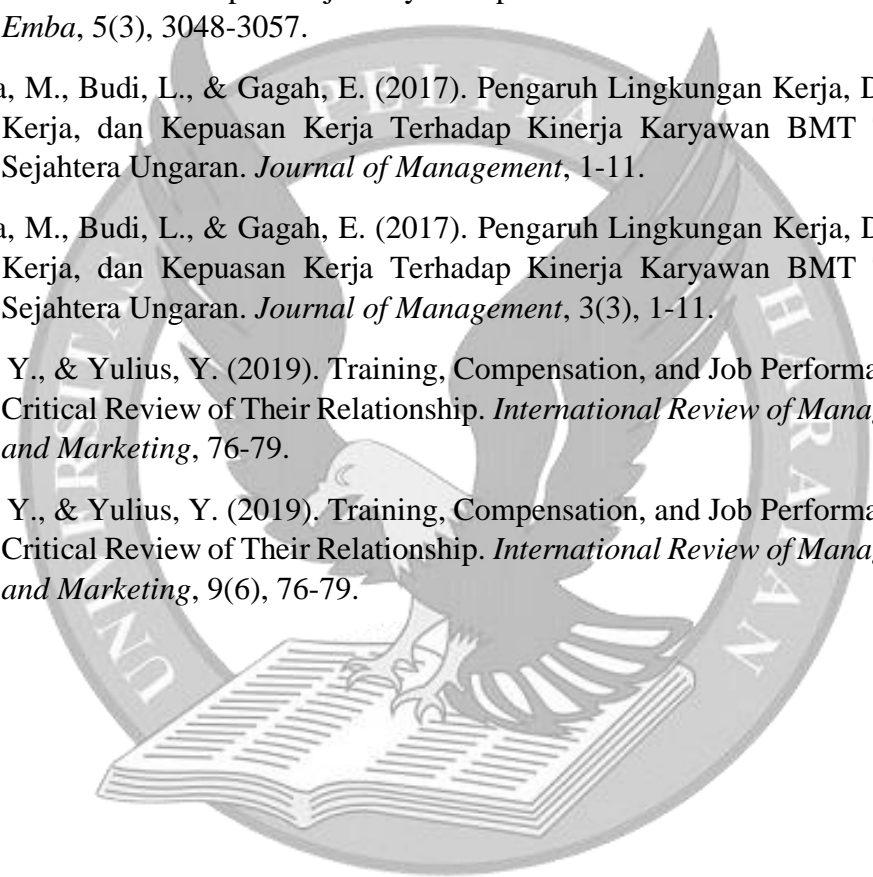 Emba, 5(3), 3048-3057.
a, M., Budi, L., & Gagah, E. (2017). Pengaruh Lingkungan Kerja, D
Kerja, dan Kepuasan Kerja Terhadap Kinerja Karyawan BMT
Sejahtera Ungaran. Journal of Management, 1-11.
a, M., Budi, L., & Gagah, E. (2017). Pengaruh Lingkungan Kerja, D
Kerja, dan Kepuasan Kerja Terhadap Kinerja Karyawan BMT
Sejahtera Ungaran. Journal of Management, 3(3), 1-11.
Y., & Yulius, Y. (2019). Training, Compensation, and Job Performa
Critical Review of Their Relationship. International Review of Mana
and Marketing, 76-79.
Y., & Yulius, Y. (2019). Training, Compensation, and Job Performa
Critical Review of Their Relationship. International Review of Mana
and Marketing, 9(6), 76-79.
UNIVERSITAS PELITA HARAPAN